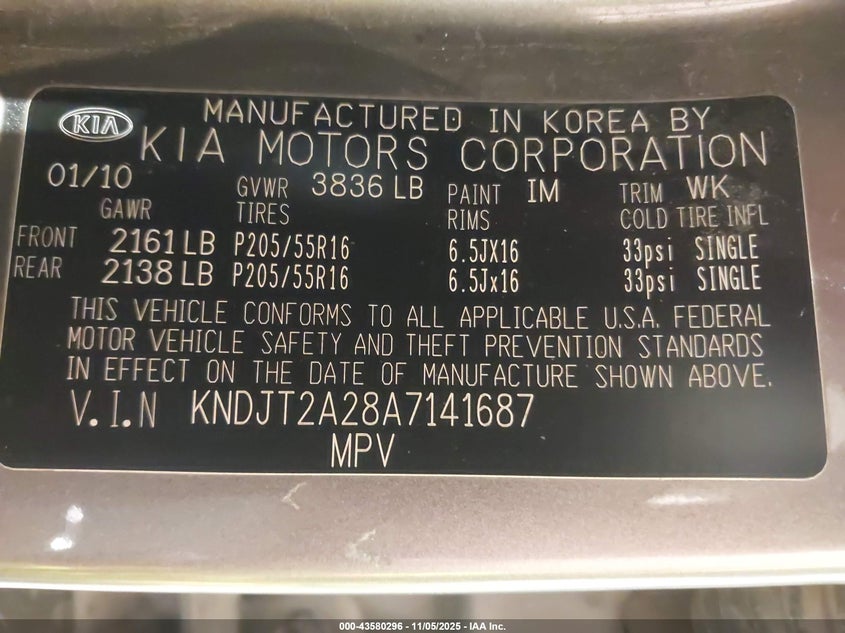 KIA
MANUFACTURED IN KOREA BY
KIA MOTORS CORPORATION
01/10 GVWR 3836 LB PAINT IM TRIM WK
GAWR TIRES RIMS COLD TIRE INFL
FRONT 2161 LB P205/55R16 6.5JX16 33psi SINGLE
REAR 2138 LB P205/55R16 6.5Jx16 33psi SINGLE
THIS VEHICLE CONFORMS TO ALL APPLICABLE U.S.A. FEDERAL
MOTOR VEHICLE SAFETY AND THEFT PREVENTION STANDARDS
IN EFFECT ON THE DATE OF MANUFACTURE SHOWN ABOVE.
V.I.N KNDJT2A28A7141687
MPV
000-43580296 - 11/05/2025 - IAA Inc.